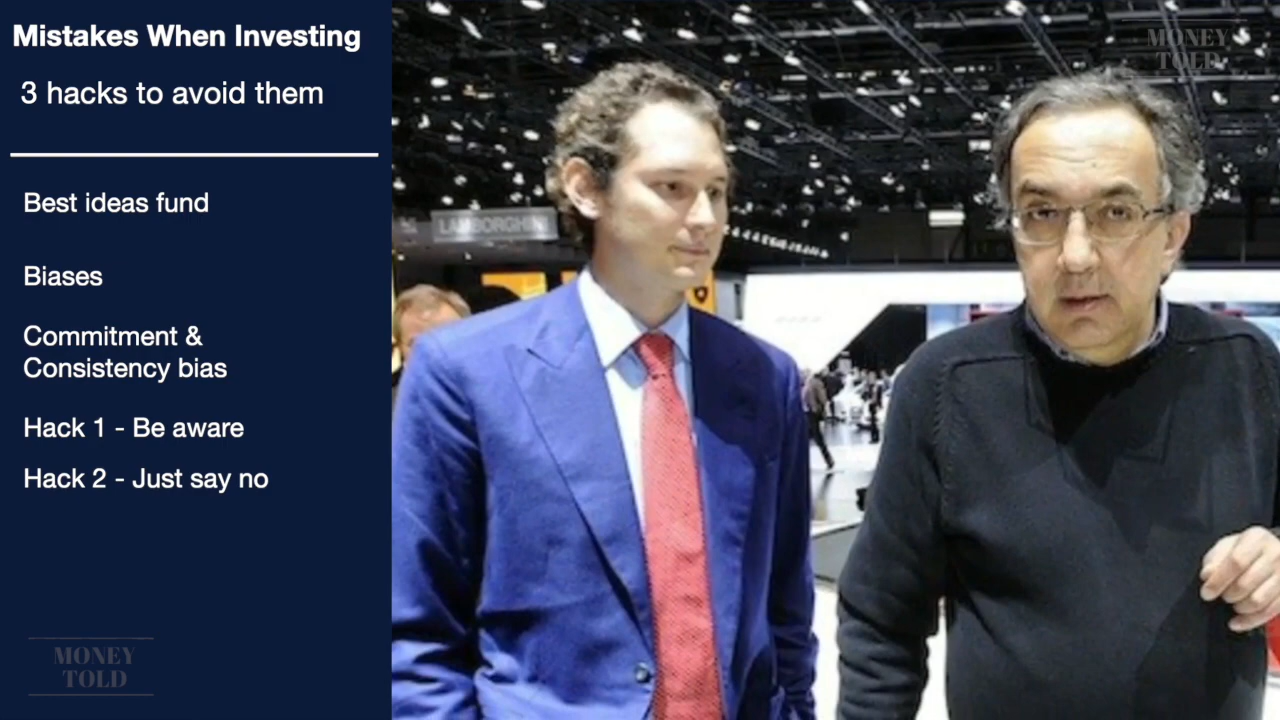 Mistakes When Investing
3 hacks to avoid them
Best ideas fund
Biases
Commitment &
Consistency bias
Hack 1 - Be aware
Hack 2 - Just say no
MONEY
TOLD
LAMBORGHINI
MONEY
TOLD